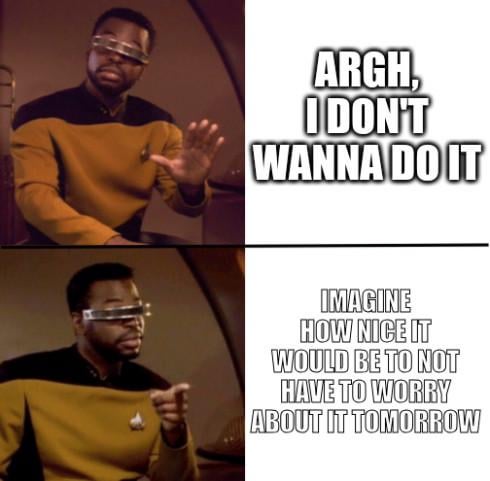 ARGH,
I DON'T
WANNA DO IT
IMAGINE
HOW NICE IT
WOULD BE TO NOT
HAVE TO WORRY
ABOUT IT TOMORROW